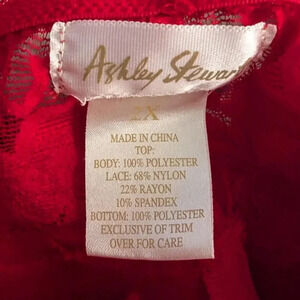 Ashley Stewar
2X
MADE IN CHINA
TOP:
BODY: 100% POLYESTER
LACE: 68% NYLON
22% RAYON
10% SPANDEX
BOTTOM: 100% POLYESTER
EXCLUSIVE OF TRIM
OVER FOR CARE